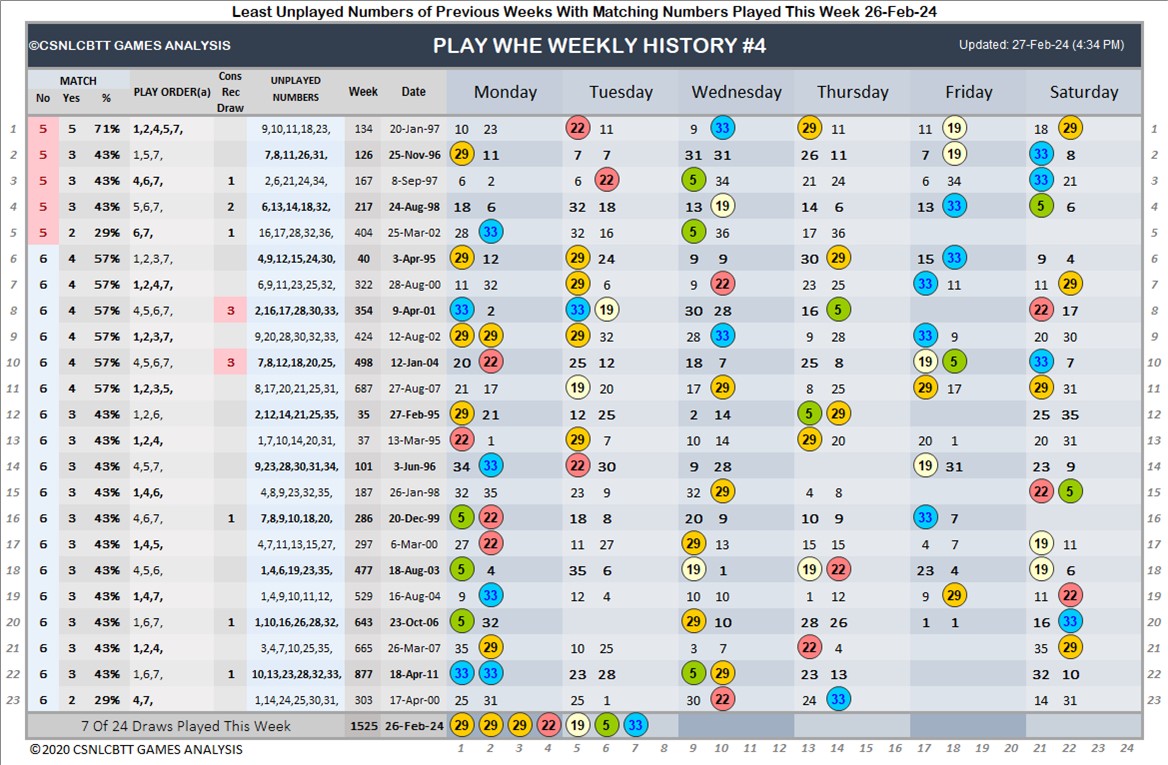 Least Unplayed Numbers of Previous Weeks With Matching Numbers Played This Week 26-Feb-24
©CSNLCBTT GAMES ANALYSIS PLAY WHE WEEKLY HISTORY #4 Updated: 27-Feb-24 (4:34 PM)
MATCH Cons
No Yes % PLAY ORDER(a) Rec Draw UNPLAYED NUMBERS Week Date Monday Tuesday Wednesday Thursday Friday Saturday
1 5 5 71% 1,2,4,5,7, 9,10,11,18,23, 134 20-Jan-97 10 23 22 11 9 33 29 11 11 19 18 29 1
2 5 3 43% 1,5,7, 7,8,11,26,31, 126 25-Nov-96 29 11 7 7 31 31 26 11 7 19 33 8 2
3 5 3 43% 4,6,7, 1 2,6,21,24,34, 167 8-Sep-97 6 2 6 22 5 34 21 24 6 34 33 21 3
4 5 3 43% 5,6,7, 2 6,13,14,18,32, 217 24-Aug-98 18 6 32 18 13 19 14 6 13 33 5 6 4
5 5 2 29% 6,7, 1 16,17,28,32,36, 404 25-Mar-02 28 33 32 16 5 36 17 36 5
6 6 4 57% 1,2,3,7, 4,9,12,15,24,30, 40 3-Apr-95 29 12 29 24 9 9 30 29 15 33 9 4 6
7 6 4 57% 1,2,4,7, 6,9,11,23,25,32, 322 28-Aug-00 11 32 29 6 9 22 23 25 33 11 11 29 7
8 6 4 57% 4,5,6,7, 3 2,16,17,28,30,33, 354 9-Apr-01 33 2 33 19 30 28 16 5 22 17 8
9 6 4 57% 1,2,3,7, 9,20,28,30,32,33, 424 12-Aug-02 29 29 29 32 28 33 9 28 33 9 20 30 9
10 6 4 57% 4,5,6,7, 3 7,8,12,18,20,25, 498 12-Jan-04 20 22 25 12 18 7 25 8 19 5 33 7 10
11 6 4 57% 1,2,3,5, 8,17,20,21,25,31, 687 27-Aug-07 21 17 19 20 17 29 8 25 29 17 29 31 11
12 6 3 43% 1,2,6, 2,12,14,21,25,35, 35 27-Feb-95 29 21 12 25 2 14 5 29 25 35 12
13 6 3 43% 1,2,4, 1,7,10,14,20,31, 37 13-Mar-95 22 1 29 7 10 14 29 20 20 1 20 31 13
14 6 3 43% 4,5,7, 9,23,28,30,31,34, 101 3-Jun-96 34 33 22 30 9 28 19 31 23 9 14
15 6 3 43% 1,4,6, 4,8,9,23,32,35, 187 26-Jan-98 32 35 23 9 32 29 4 8 22 5 15
16 6 3 43% 4,6,7, 1 7,8,9,10,18,20, 286 20-Dec-99 5 22 18 8 20 9 10 9 33 7 16
17 6 3 43% 1,4,5, 4,7,11,13,15,27, 297 6-Mar-00 27 22 11 27 29 13 15 15 4 7 19 11 17
18 6 3 43% 4,5,6, 1,4,6,19,23,35, 477 18-Aug-03 5 4 35 6 19 1 19 22 23 4 19 6 18
19 6 3 43% 1,4,7, 1,4,9,10,11,12, 529 16-Aug-04 9 33 12 4 10 10 1 12 9 29 11 22 19
20 6 3 43% 1,6,7, 1 1,10,16,26,28,32, 643 23-Oct-06 5 32 29 10 28 26 1 1 16 33 20
21 6 3 43% 1,2,4, 3,4,7,10,25,35, 665 26-Mar-07 35 29 10 25 3 7 22 4 35 29 21
22 6 3 43% 1,6,7, 1 10,13,23,28,32,33, 877 18-Apr-11 33 33 23 28 5 29 23 13 32 10 22
23 6 2 29% 4,7, 1,14,24,25,30,31, 303 17-Apr-00 25 31 25 1 30 22 24 33 14 31 23
7 Of 24 Draws Played This Week 1525 26-Feb-24 29 29 29 22 19 5 33
© 2020 CSNLCBTT GAMES ANALYSIS 1 2 3 4 5 6 7 8 9 10 11 12 13 14 15 16 17 18 19 20 21 22 23 24